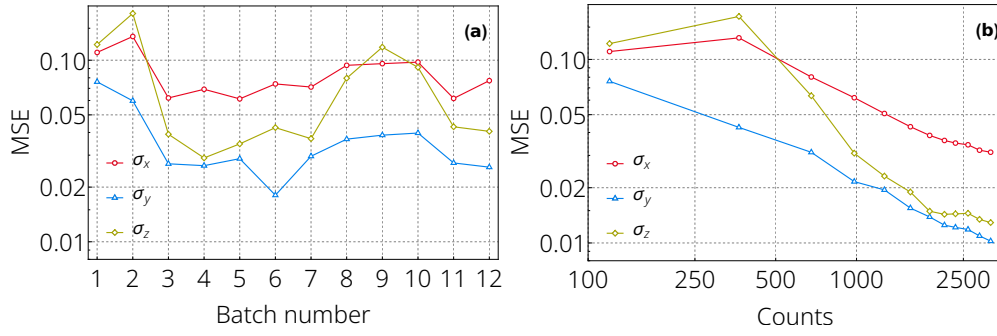 (a)
MSE
0.10
0.05
0.02
0.01
σx
σy
σz
1 2 3 4 5 6 7 8 9 10 11 12
Batch number
(b)
MSE
0.10
0.05
0.02
0.01
σx
σy
σz
100 250 500 1000 2500
Counts